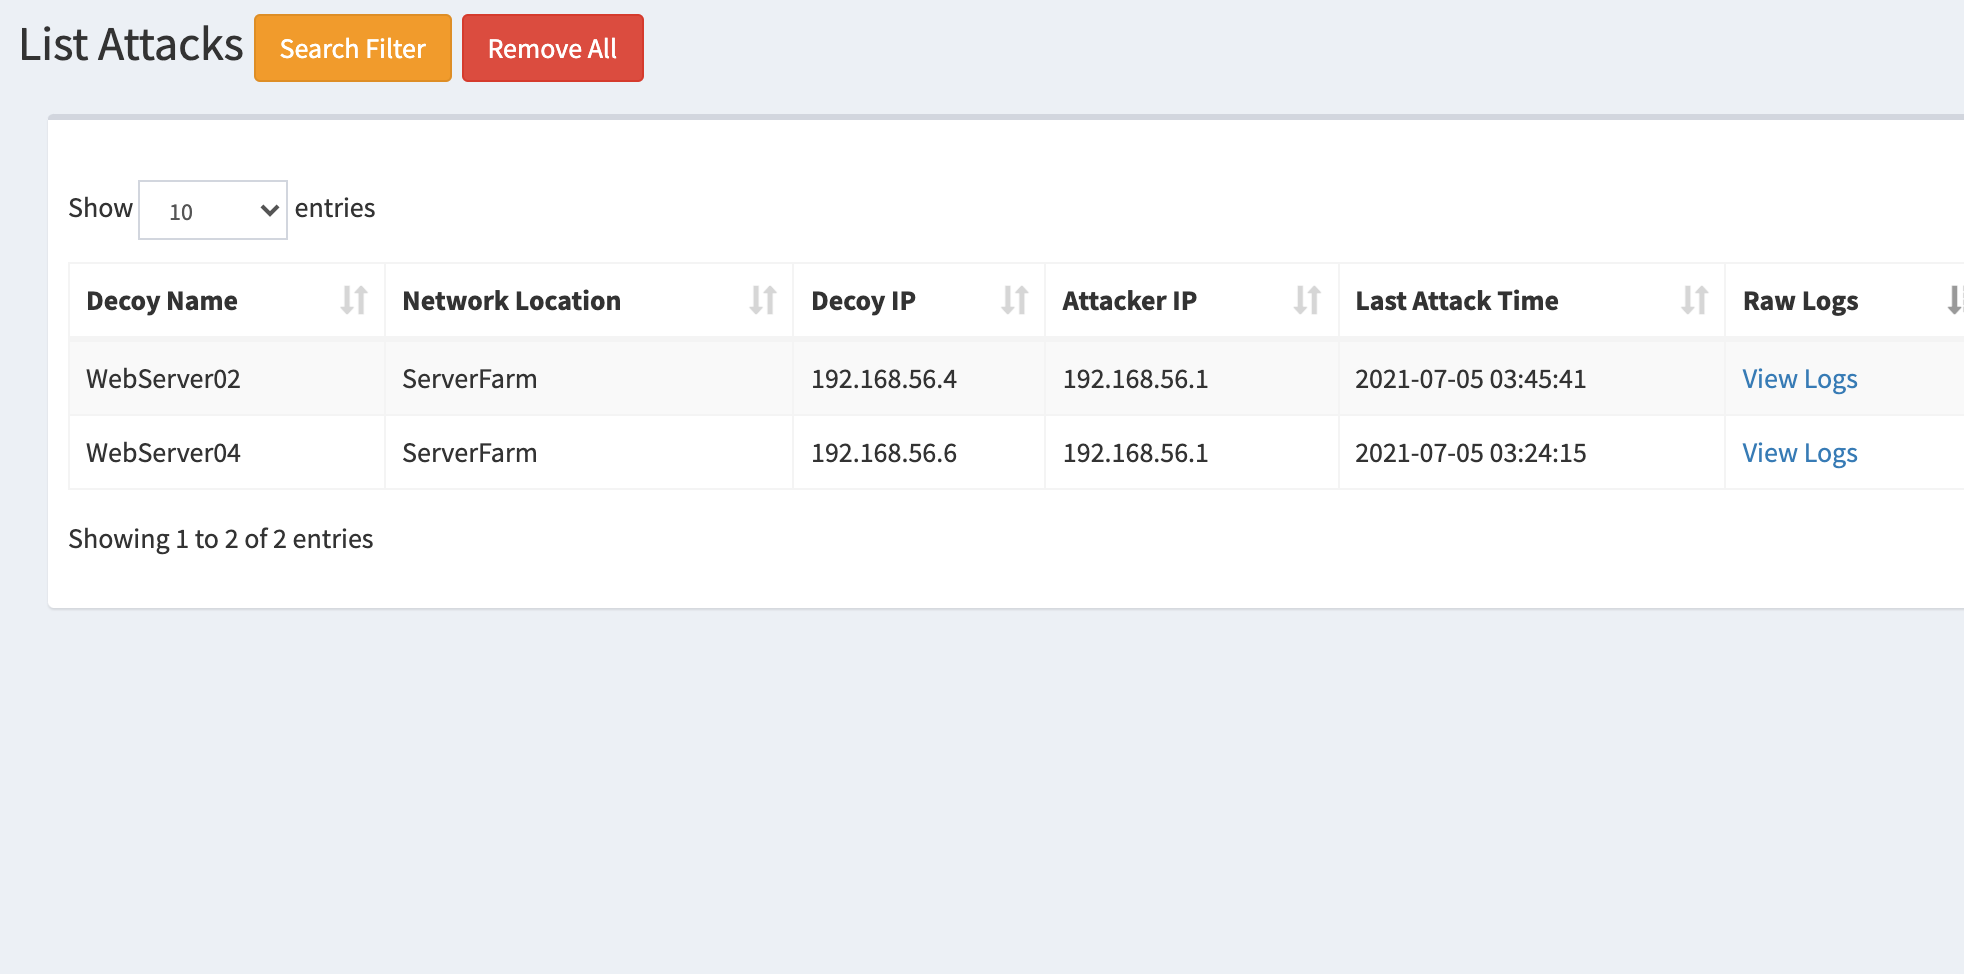 List Attacks Search Filter Remove All
Show 10 entries
Decoy Name Network Location Decoy IP Attacker IP Last Attack Time Raw Logs
WebServer02 ServerFarm 192.168.56.4 192.168.56.1 2021-07-05 03:45:41 View Logs
WebServer04 ServerFarm 192.168.56.6 192.168.56.1 2021-07-05 03:24:15 View Logs
Showing 1 to 2 of 2 entries